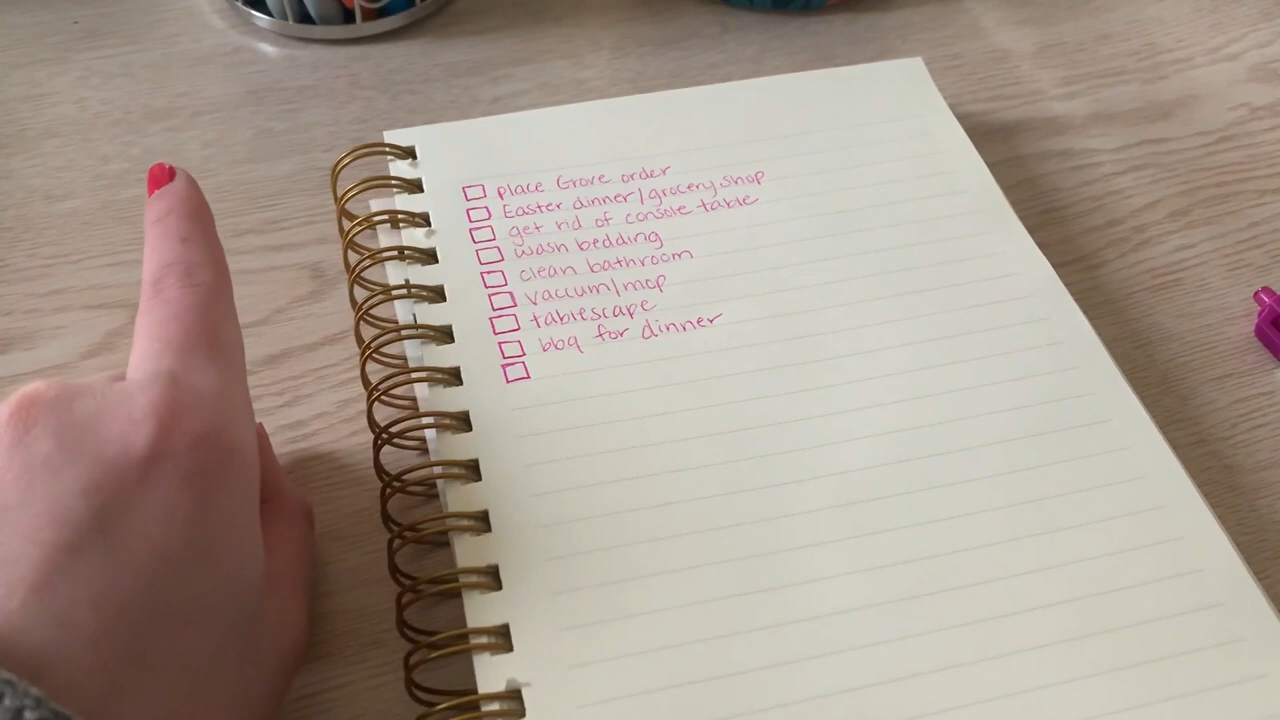 place Grove order
Easter dinner/grocery shop
get rid of console table
wash bedding
clean bathroom
vaccum/mop
tablescape
bbq for dinner